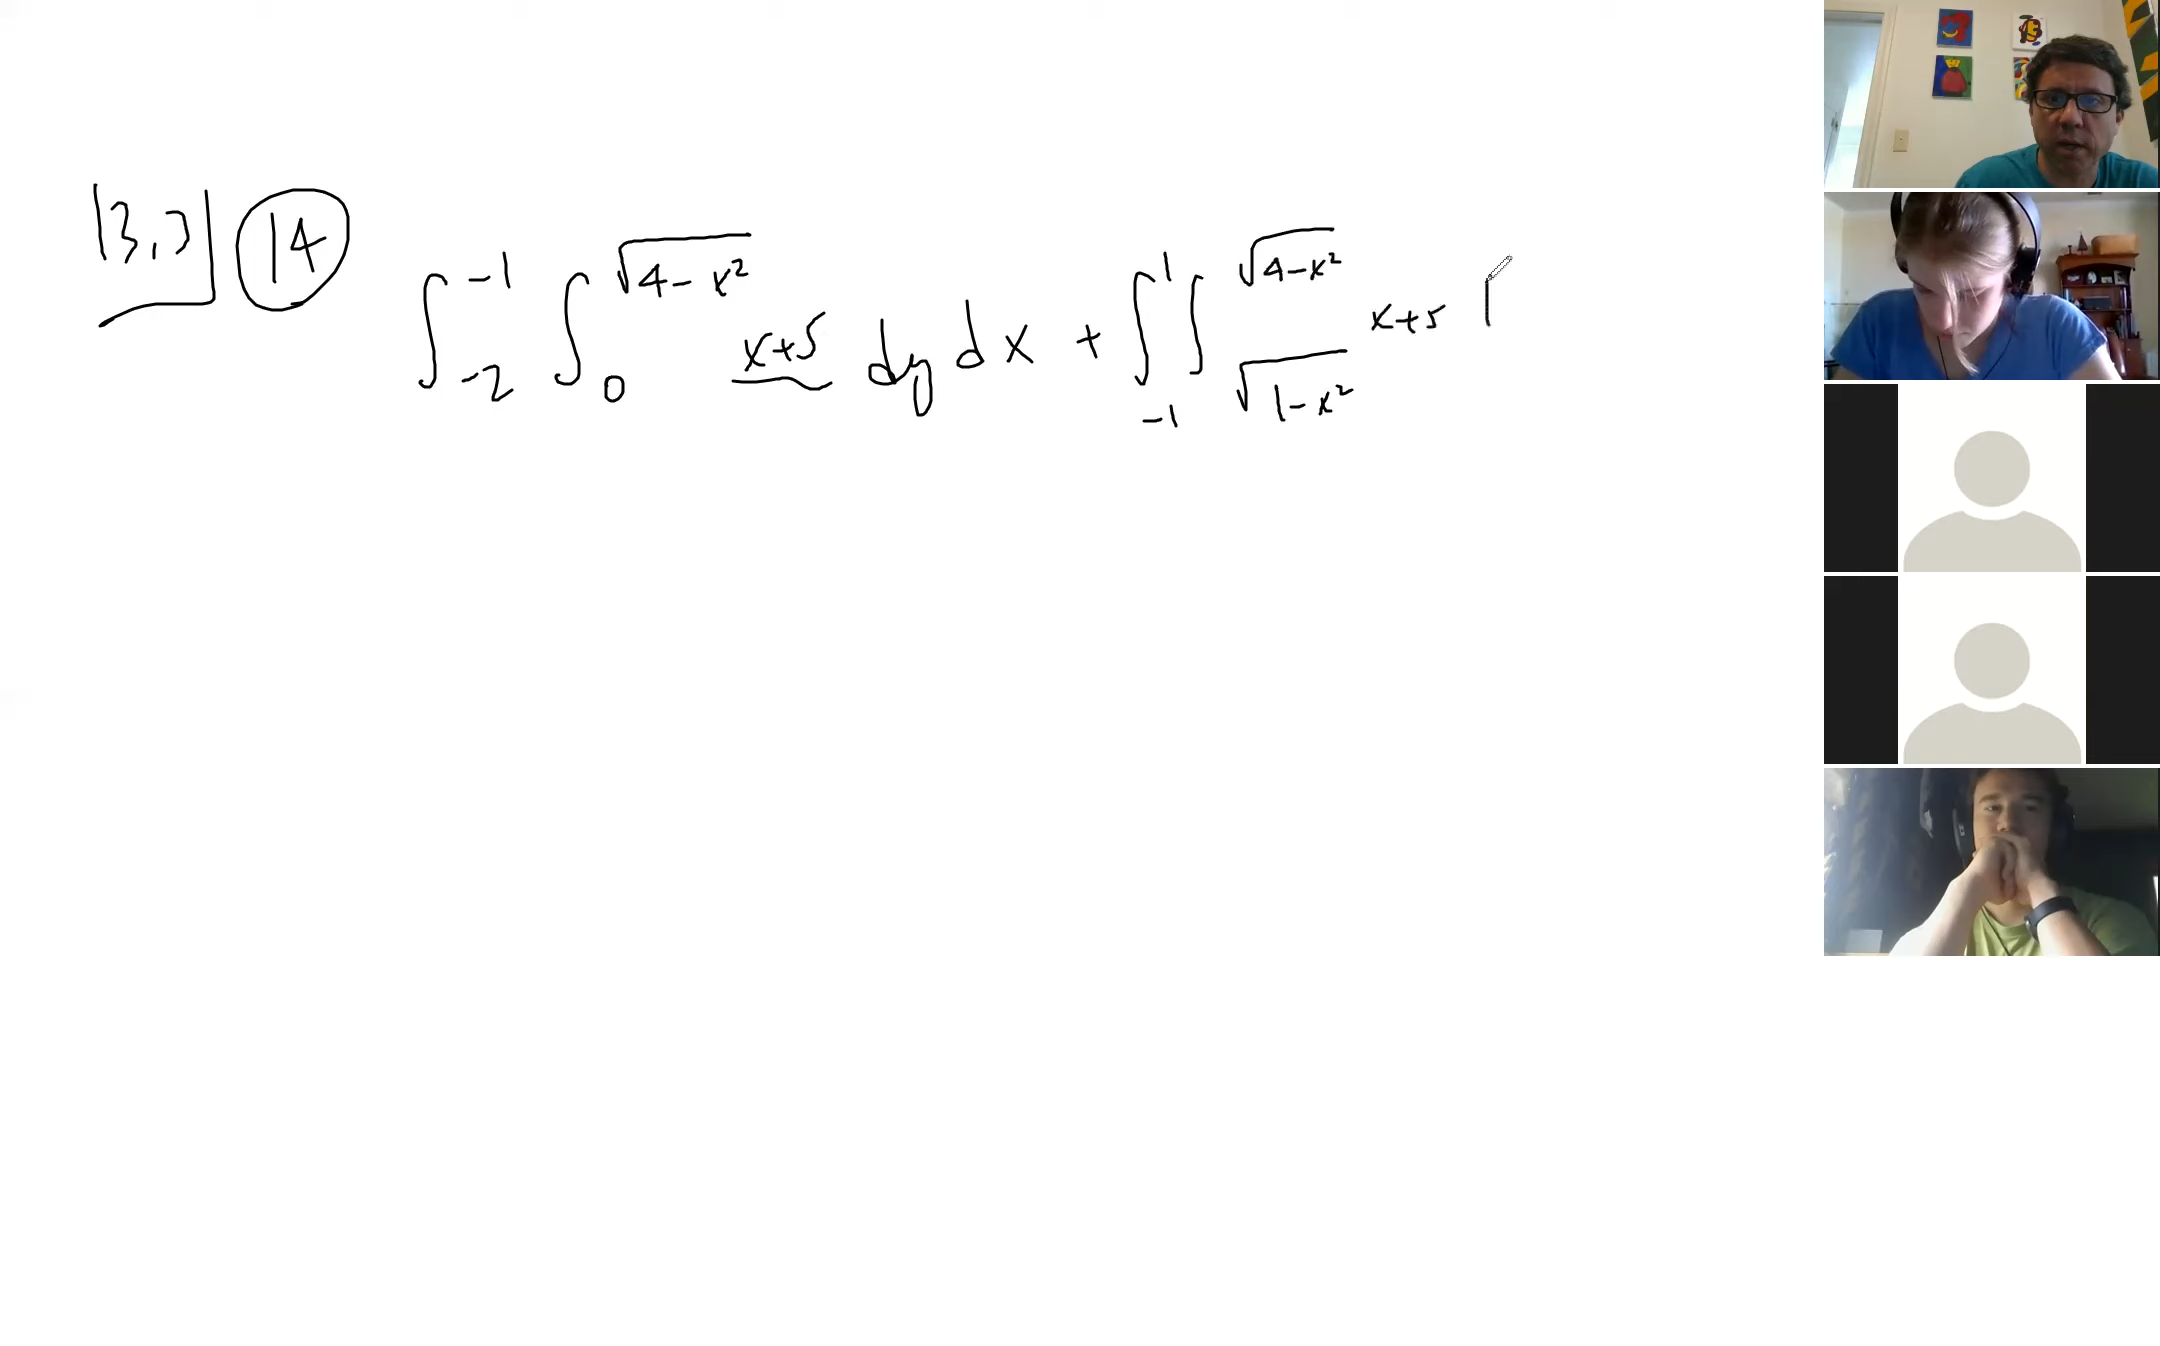 13.3 14 ∫_{-2}^{-1} ∫_0^{√(4-x²)} x+5 dy dx + ∫_{-1}^{1} ∫_{√(1-x²)}^{√(4-x²)} x+5